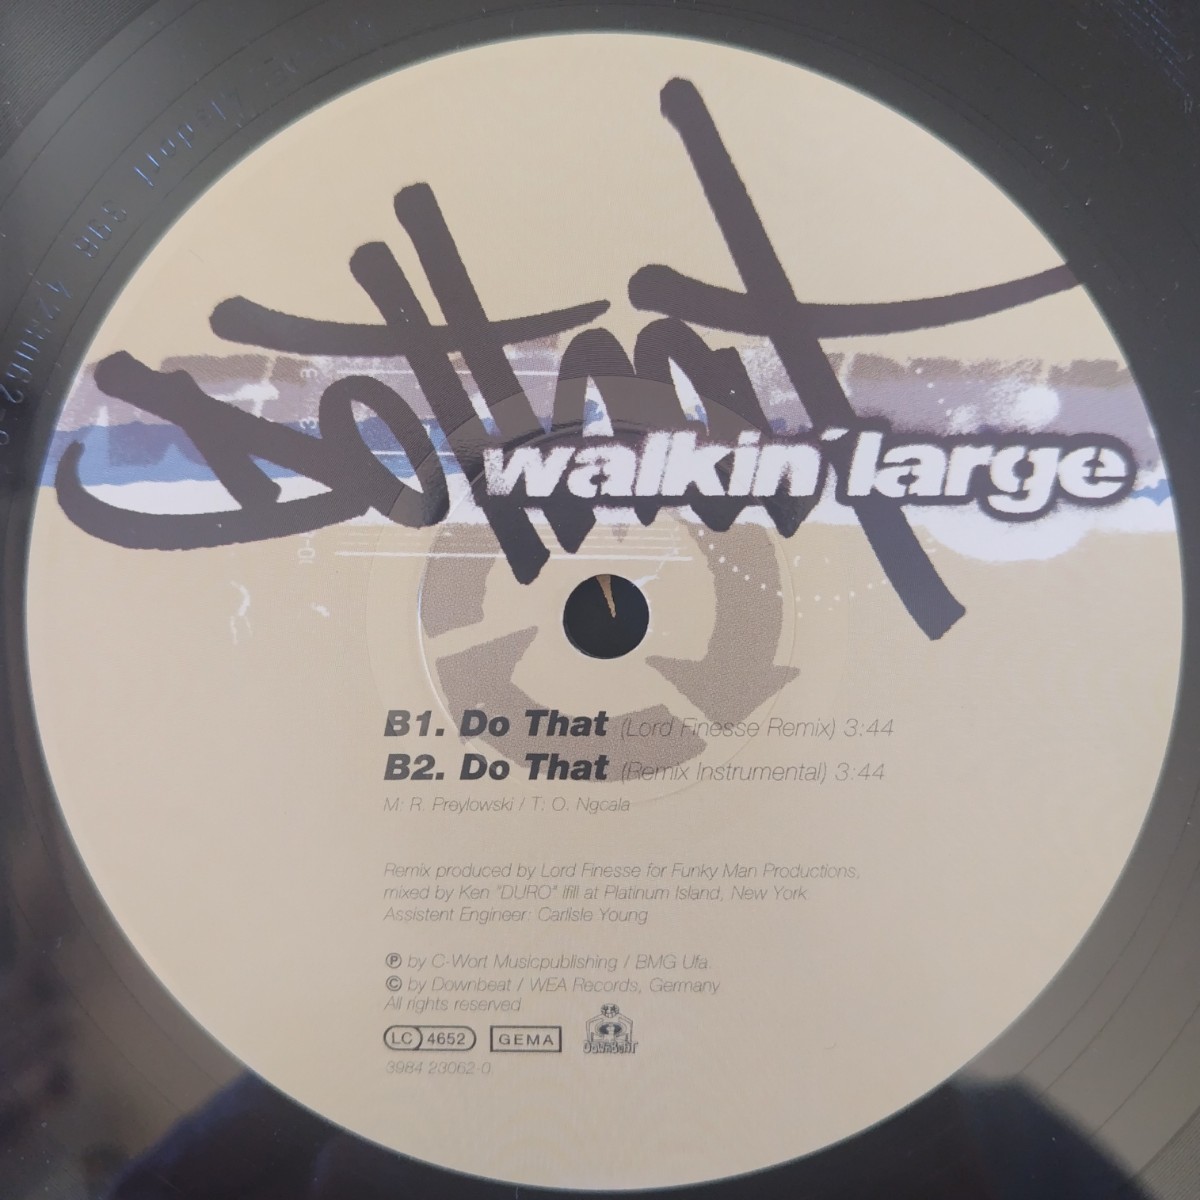 Do That
walkin´large
B1. Do That (Lord Finesse Remix) 3:44
B2. Do That (Remix Instrumental) 3:44
M: R. Preylowski / T: O. Ngcala
Remix produced by Lord Finesse for Funky Man Productions,
mixed by Ken "DURO" Ifill at Platinum Island, New York
Assistent Engineer: Carlisle Young
Ⓟ by C-Wort Musicpublishing / BMG Ufa.
© by Downbeat / WEA Records, Germany
All rights reserved
LC 4652 GEMA DOWNBEAT
3984 23062-0